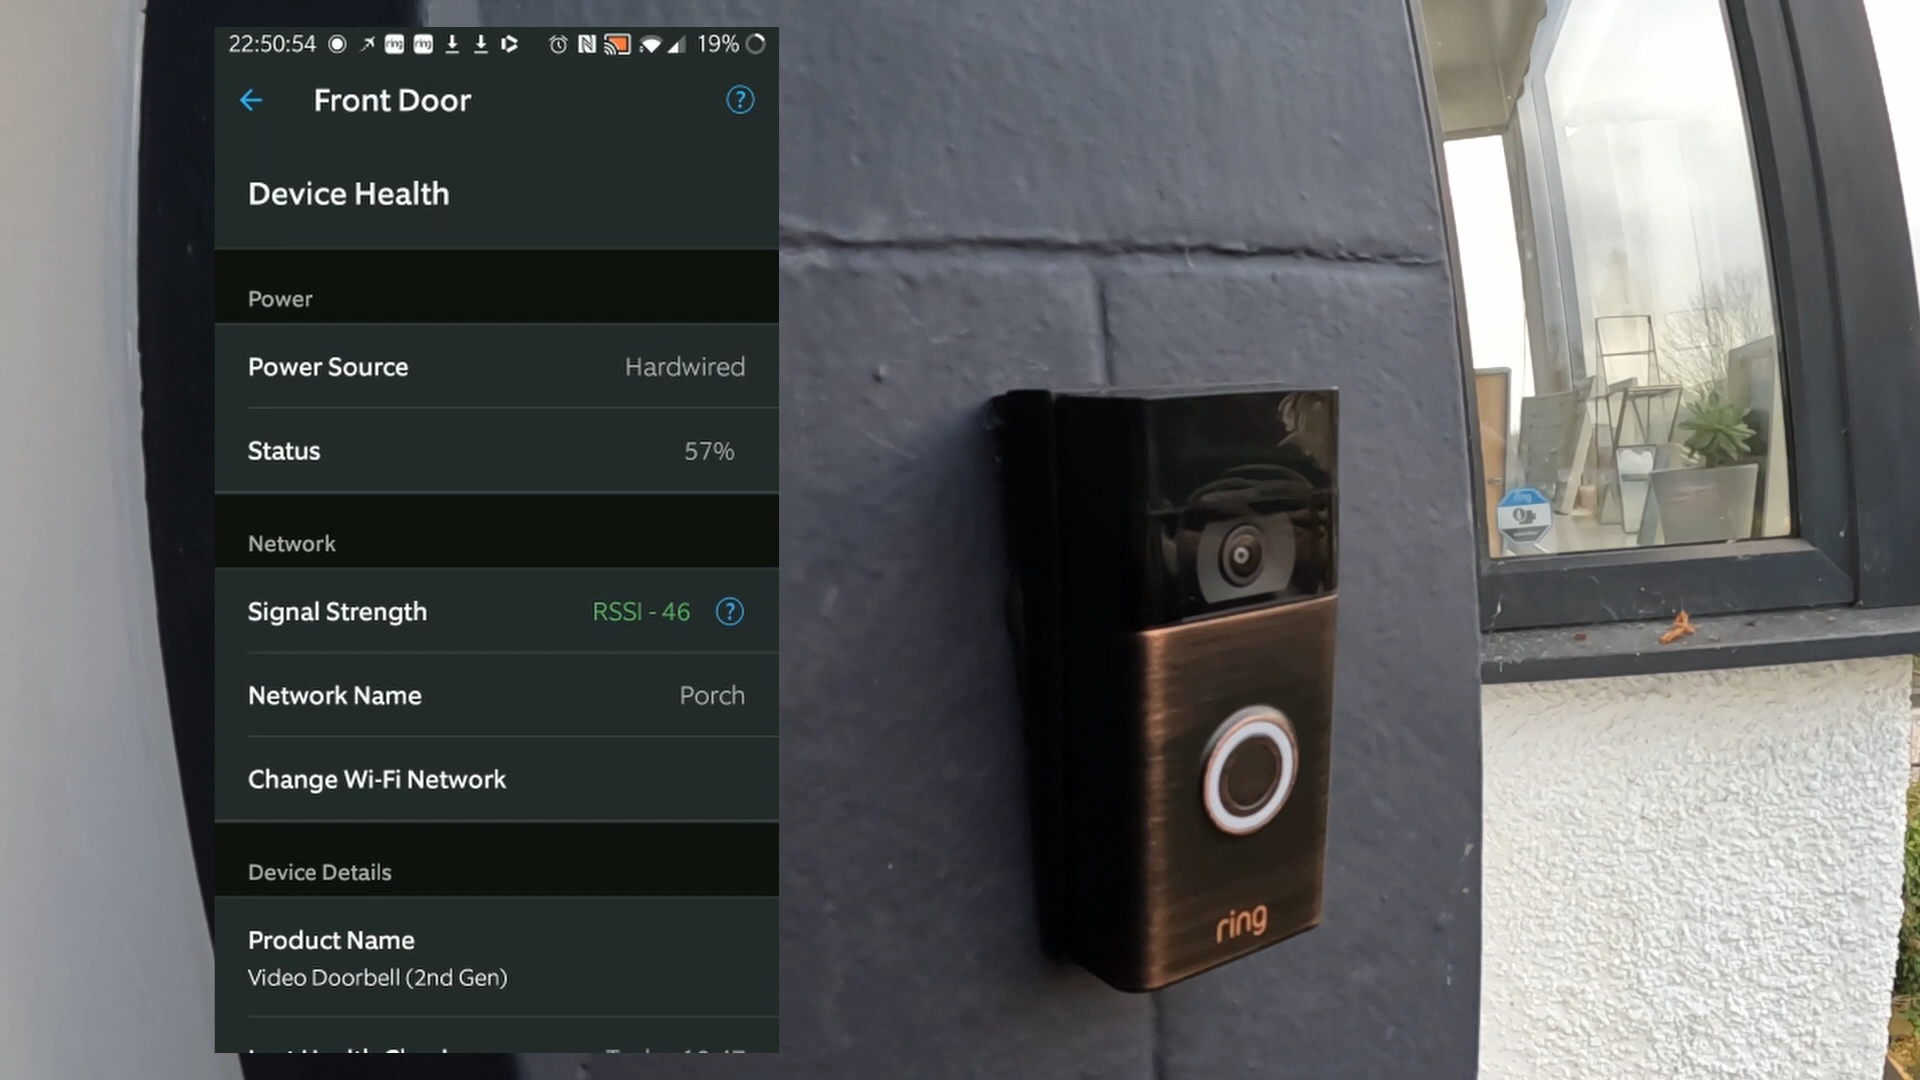 22:50:54
19%
Front Door
Device Health
Power
Power Source Hardwired
Status 57%
Network
Signal Strength RSSI - 46
Network Name Porch
Change Wi-Fi Network
Device Details
Product Name
Video Doorbell (2nd Gen)
ring
ring